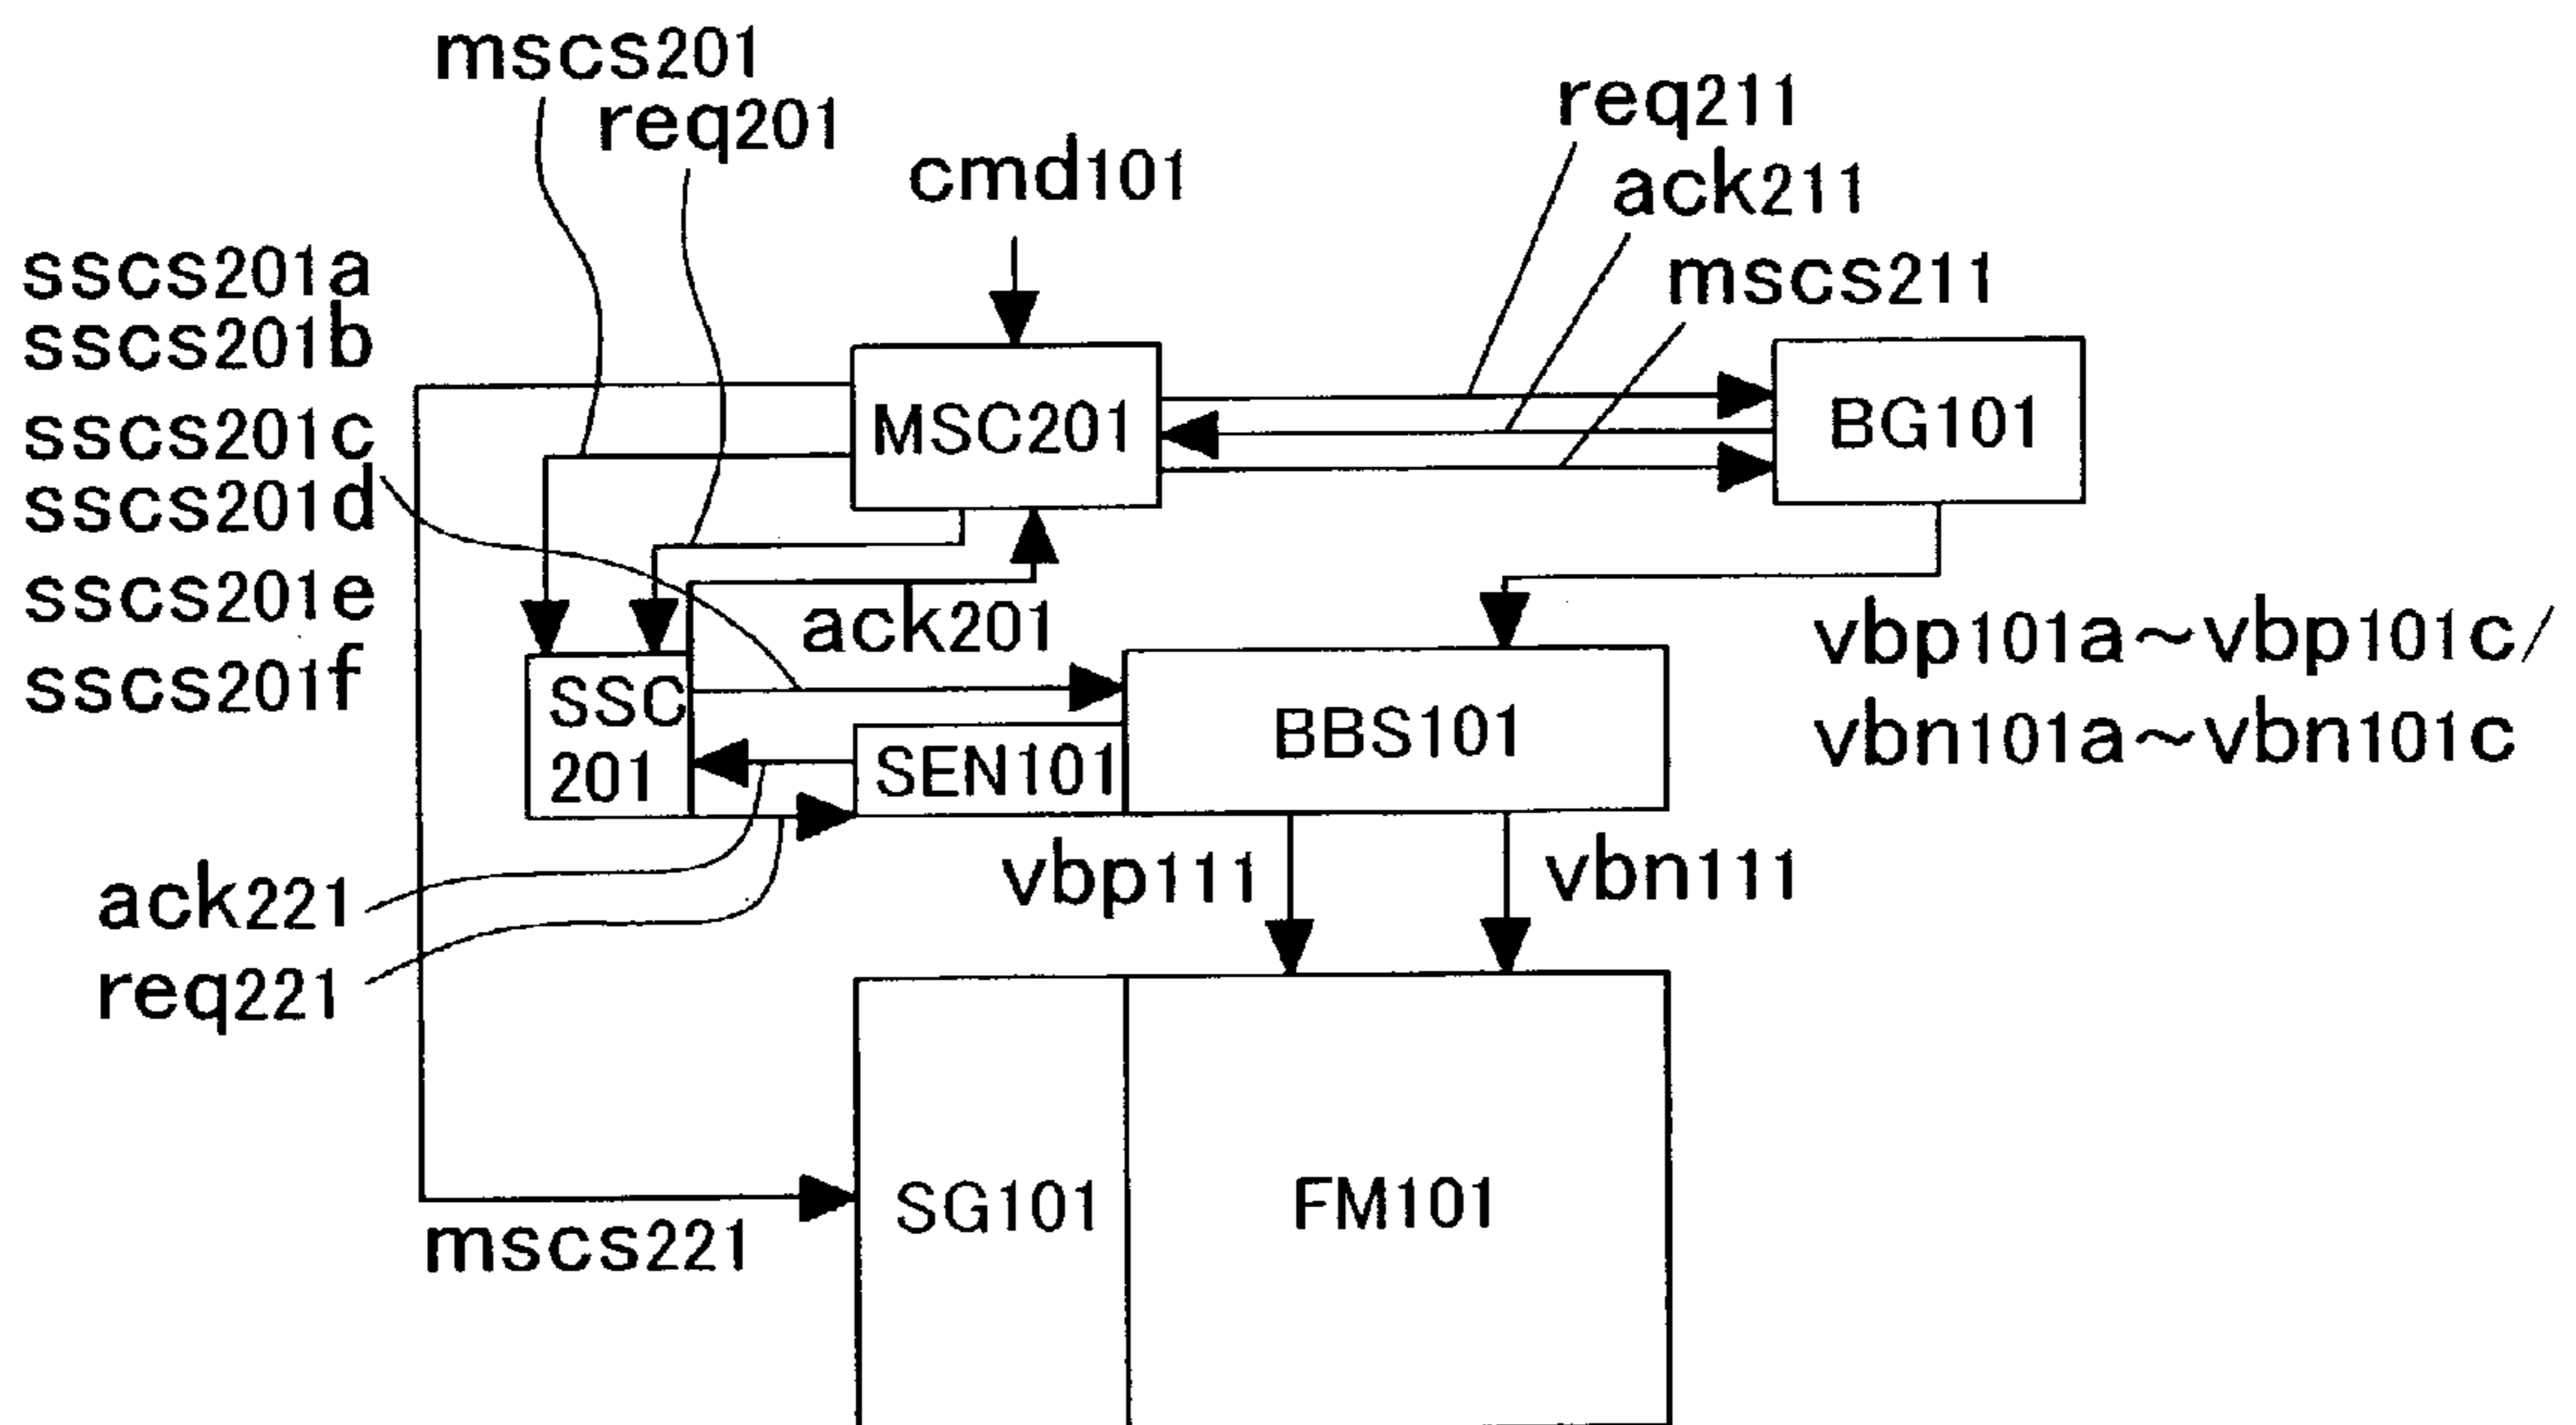 mscs201
req201
cmd101
req211
ack211
mscs211
sscs201a
sscs201b
sscs201c
sscs201d
sscs201e
sscs201f
MSC201
BG101
ack201
SSC
201
SEN101
BBS101
vbp101a~vbp101c/
vbn101a~vbn101c
ack221
req221
vbp111
vbn111
mscs221
SG101
FM101